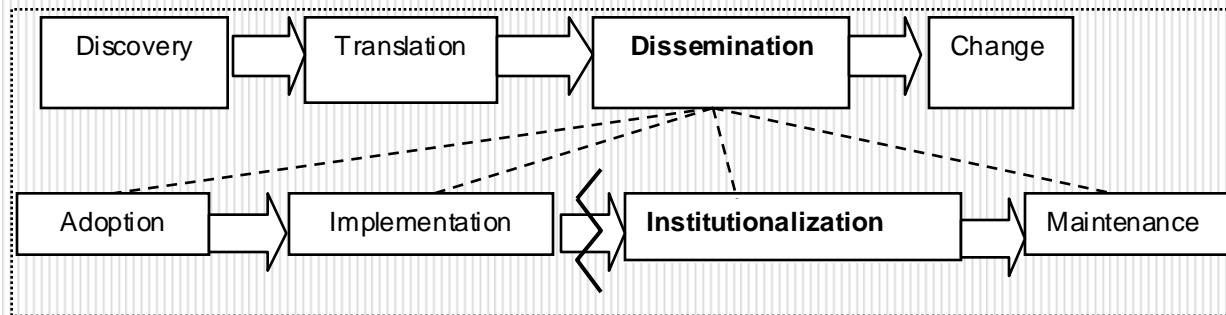 Discovery
Translation
Dissemination
Change
Adoption
Implementation
Institutionalization
Maintenance